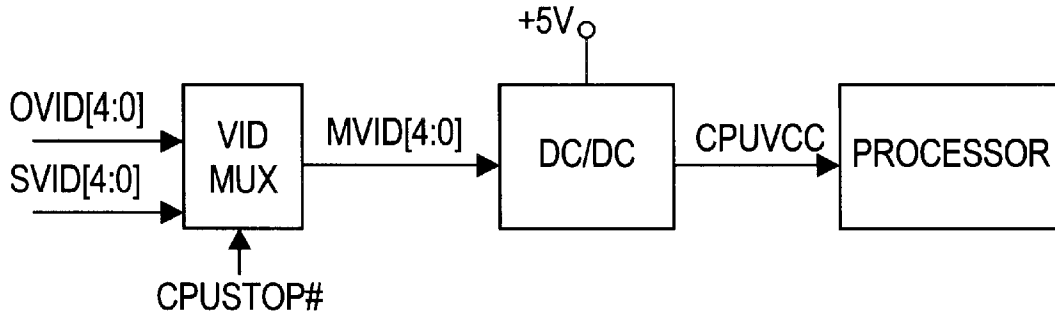 +5V
OVID[4:0]
SVID[4:0]
VID
MUX
MVID[4:0]
DC/DC
CPUVCC
PROCESSOR
CPUSTOP#